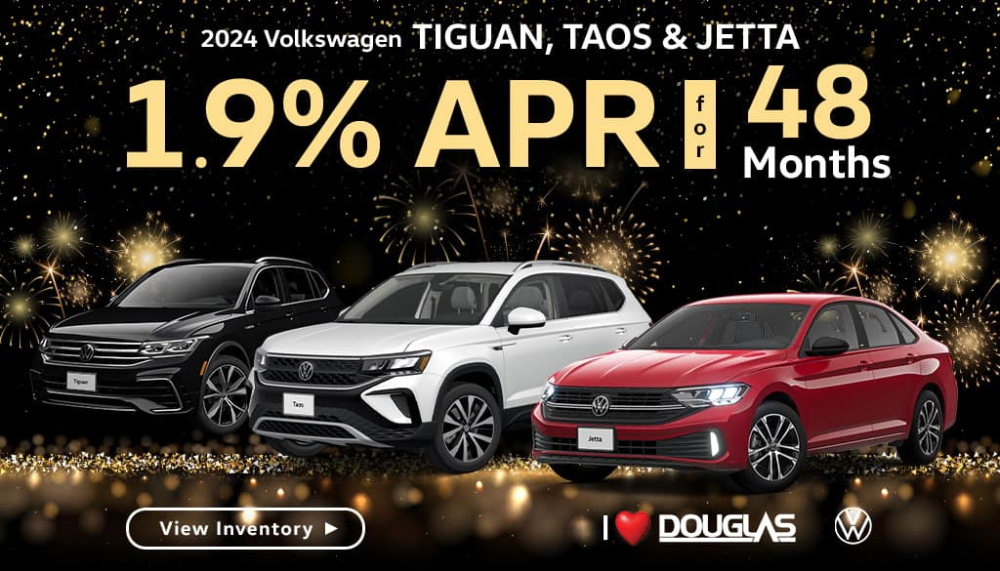 2024 Volkswagen TIGUAN, TAOS & JETTA
1.9% APR for 48 Months
Tiguan
Taos
Jetta
View Inventory
I ❤ DOUGLAS